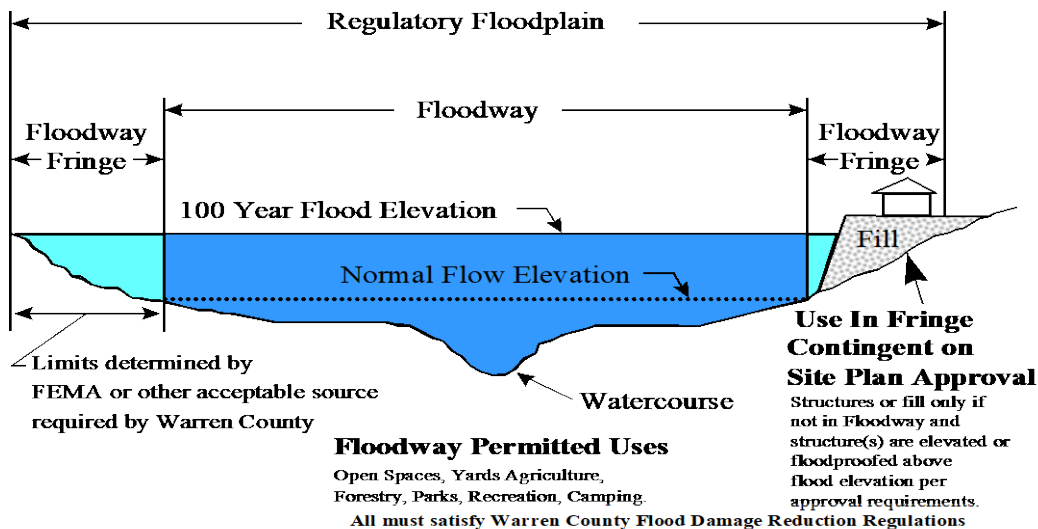 Regulatory Floodplain
Floodway
Floodway
Fringe
Floodway
Fringe
100 Year Flood Elevation
Fill
Normal Flow Elevation
Limits determined by
FEMA or other acceptable source
required by Warren County
Watercourse
Use In Fringe
Contingent on
Site Plan Approval
Structures or fill only if
not in Floodway and
structure(s) are elevated or
floodproofed above
flood elevation per
approval requirements.
Floodway Permitted Uses
Open Spaces, Yards Agriculture,
Forestry, Parks, Recreation, Camping.
All must satisfy Warren County Flood Damage Reduction Regulations